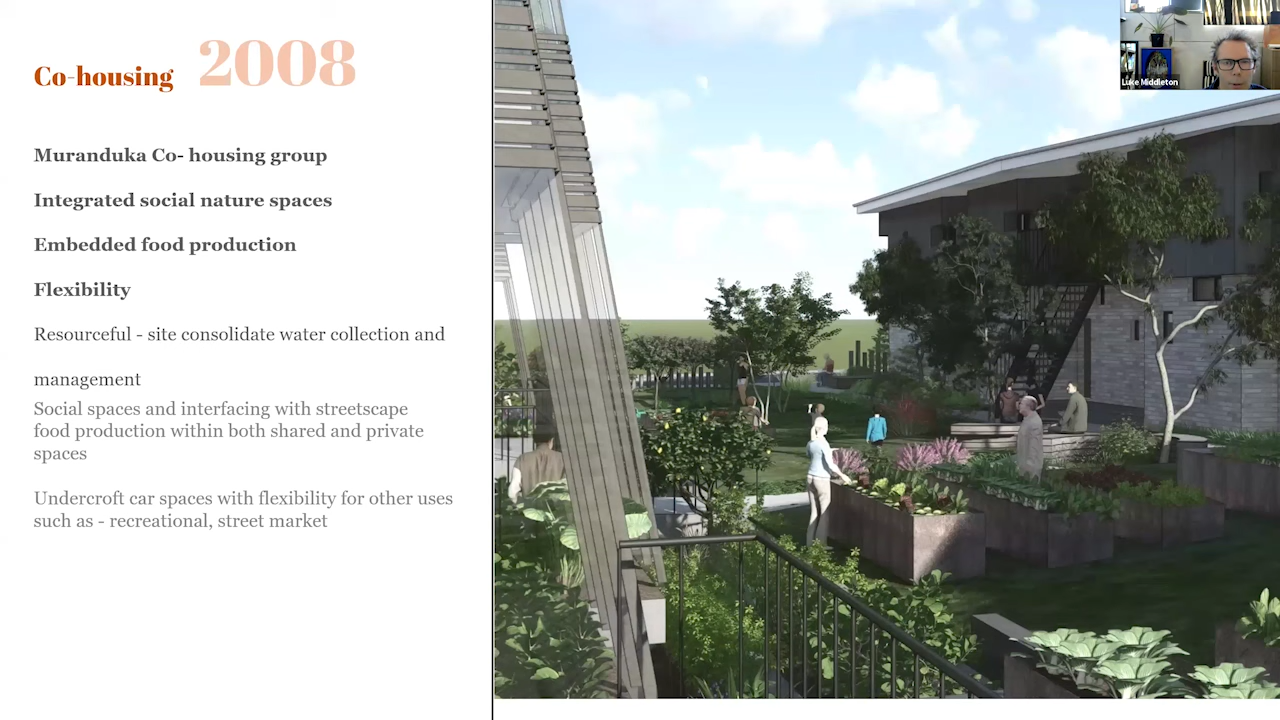 Co-housing 2008
Luke Middleton
Muranduka Co- housing group
Integrated social nature spaces
Embedded food production
Flexibility
Resourceful - site consolidate water collection and
management
Social spaces and interfacing with streetscape
food production within both shared and private
spaces
Undercroft car spaces with flexibility for other uses
such as - recreational, street market